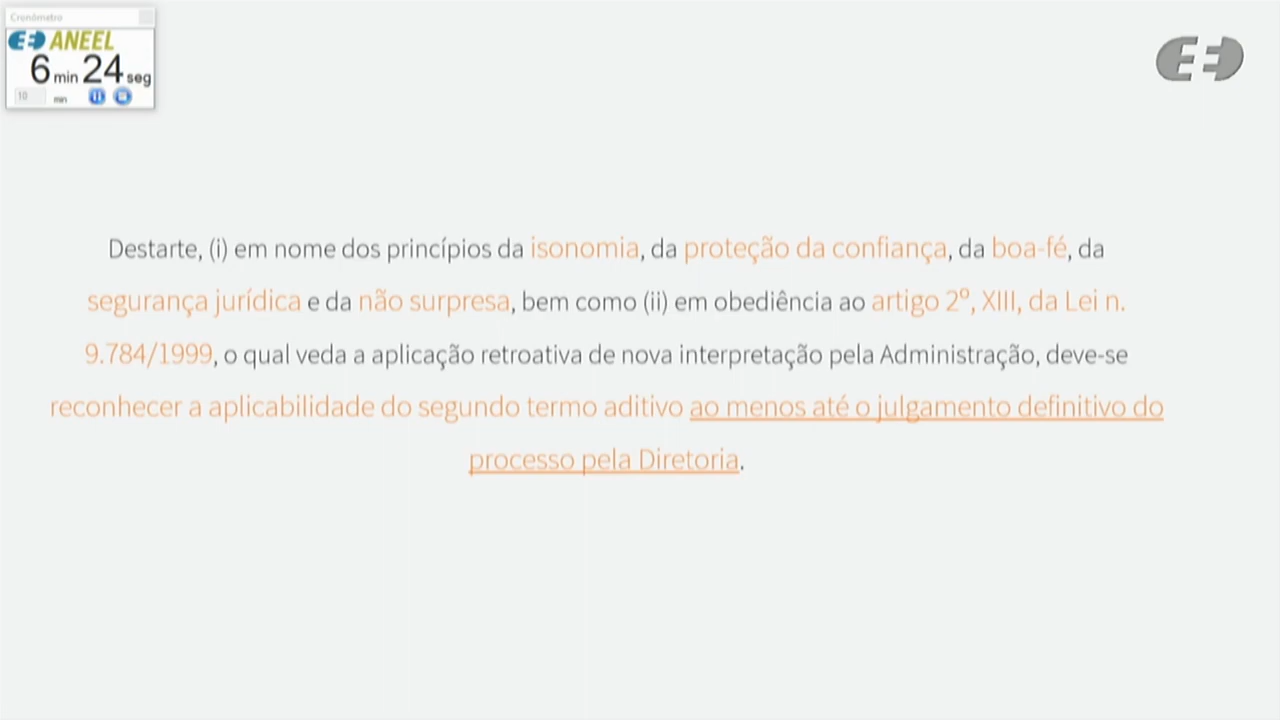 Cronômetro
ANEEL
6 min 24 seg
10 min
Destarte, (i) em nome dos princípios da isonomia, da proteção da confiança, da boa-fé, da
segurança jurídica e da não surpresa, bem como (ii) em obediência ao artigo 2º, XIII, da Lei n.
9.784/1999, o qual veda a aplicação retroativa de nova interpretação pela Administração, deve-se
reconhecer a aplicabilidade do segundo termo aditivo ao menos até o julgamento definitivo do
processo pela Diretoria.